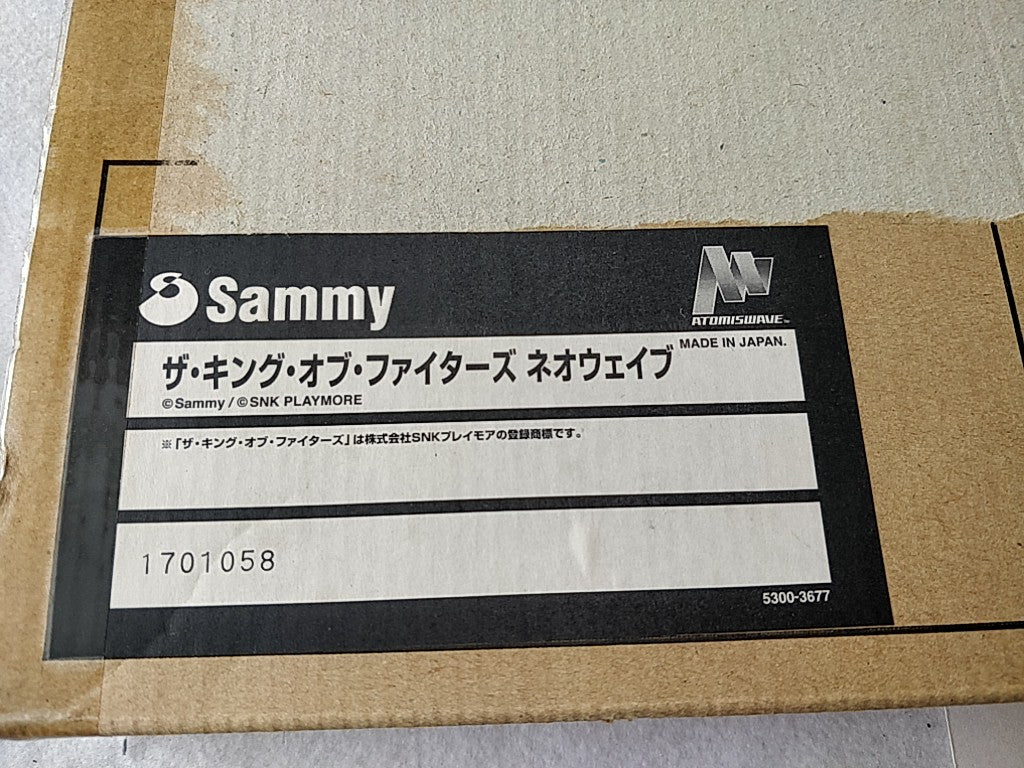 Sammy
ATOMISWAVE™
MADE IN JAPAN.
ザ・キング・オブ・ファイターズ ネオウェイブ
©Sammy / ©SNK PLAYMORE
※「ザ・キング・オブ・ファイターズ」は株式会社SNKプレイモアの登録商標です。
1701058
5300-3677